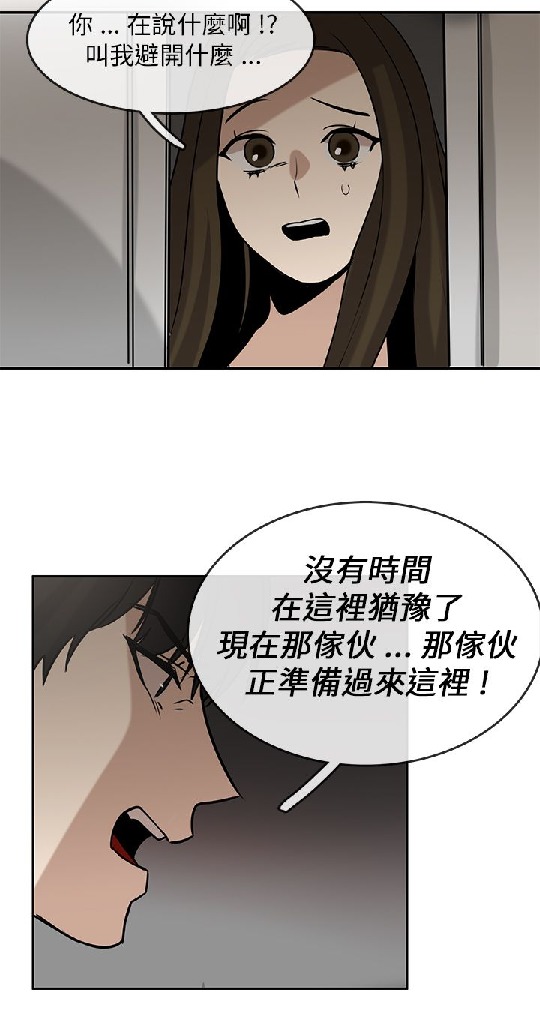 你 ... 在說什麼啊 !?
叫我避開什麼 ...
沒有時間
在這裡猶豫了
現在那傢伙 ... 那傢伙
正準備過來這裡 !